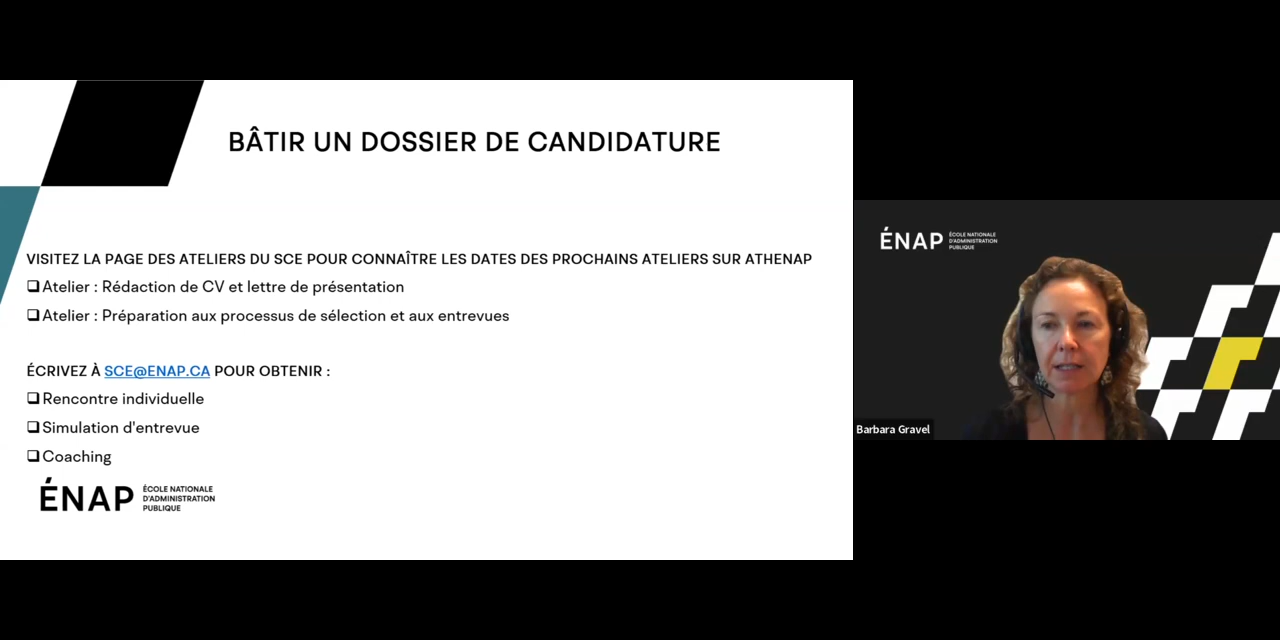 BÂTIR UN DOSSIER DE CANDIDATURE
VISITEZ LA PAGE DES ATELIERS DU SCE POUR CONNAÎTRE LES DATES DES PROCHAINS ATELIERS SUR ATHENAP
❑Atelier : Rédaction de CV et lettre de présentation
❑Atelier : Préparation aux processus de sélection et aux entrevues
ÉCRIVEZ À SCE@ENAP.CA POUR OBTENIR :
❑Rencontre individuelle
❑Simulation d'entrevue
❑Coaching
ÉNAP
ÉCOLE NATIONALE
D'ADMINISTRATION
PUBLIQUE
ÉNAP
ÉCOLE NATIONALE
D'ADMINISTRATION
PUBLIQUE
Barbara Gravel